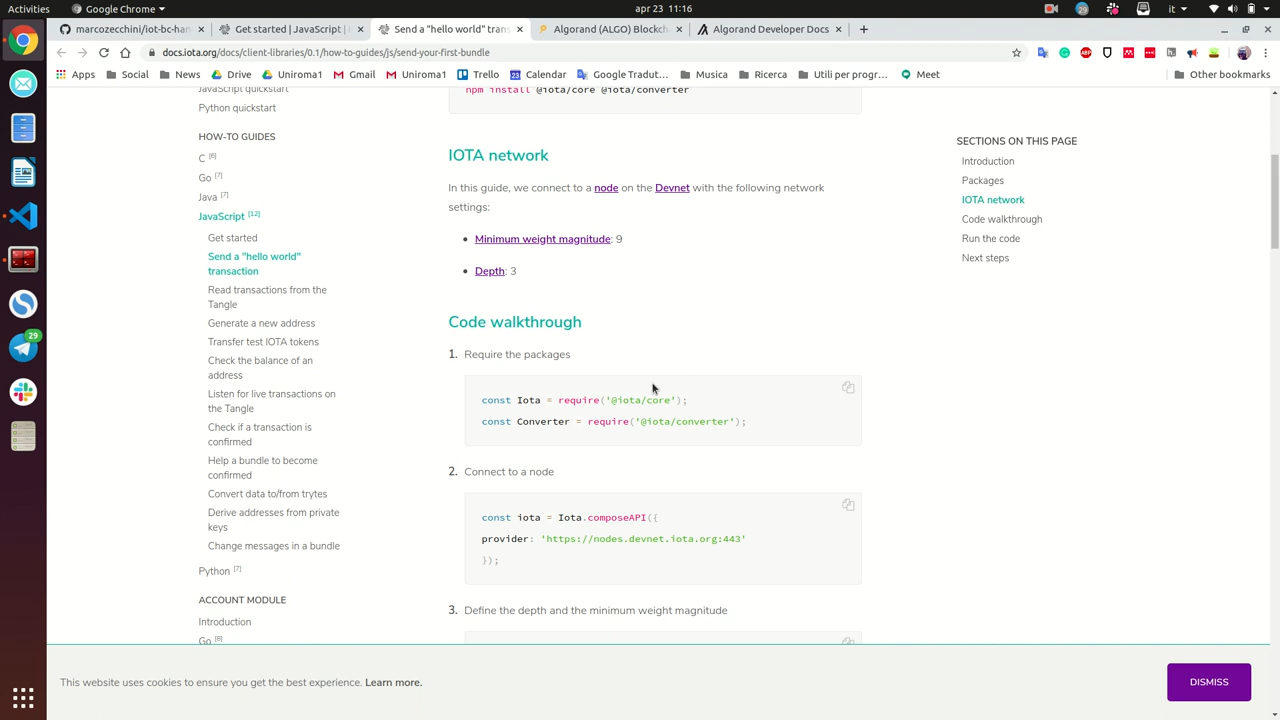 Activities
Google Chrome
apr 23 11:16
29
it
marcozecchini/iot-bc-han
Get started | JavaScript |
Send a "hello world" trans
Algorand (ALGO) Blockch
Algorand Developer Docs
docs.iota.org/docs/client-libraries/0.1/how-to-guides/js/send-your-first-bundle
Apps
Social
News
Drive
Uniroma1
Gmail
Uniroma1
Trello
Calendar
Google Tradut…
Musica
Ricerca
Utili per progr…
Meet
Other bookmarks
JavaScript quickstart
Python quickstart
HOW-TO GUIDES
C [6]
Go [7]
Java [7]
JavaScript [12]
Get started
Send a "hello world"
transaction
Read transactions from the
Tangle
Generate a new address
Transfer test IOTA tokens
Check the balance of an
address
Listen for live transactions on
the Tangle
Check if a transaction is
confirmed
Help a bundle to become
confirmed
Convert data to/from trytes
Derive addresses from private
keys
Change messages in a bundle
Python [7]
ACCOUNT MODULE
Introduction
Go [8]
npm install @iota/core @iota/converter
IOTA network
In this guide, we connect to a node on the Devnet with the following network
settings:
Minimum weight magnitude: 9
Depth: 3
Code walkthrough
1. Require the packages
const Iota = require('@iota/core');
const Converter = require('@iota/converter');
2. Connect to a node
const iota = Iota.composeAPI({
provider: 'https://nodes.devnet.iota.org:443'
});
3. Define the depth and the minimum weight magnitude
SECTIONS ON THIS PAGE
Introduction
Packages
IOTA network
Code walkthrough
Run the code
Next steps
29
This website uses cookies to ensure you get the best experience. Learn more.
DISMISS